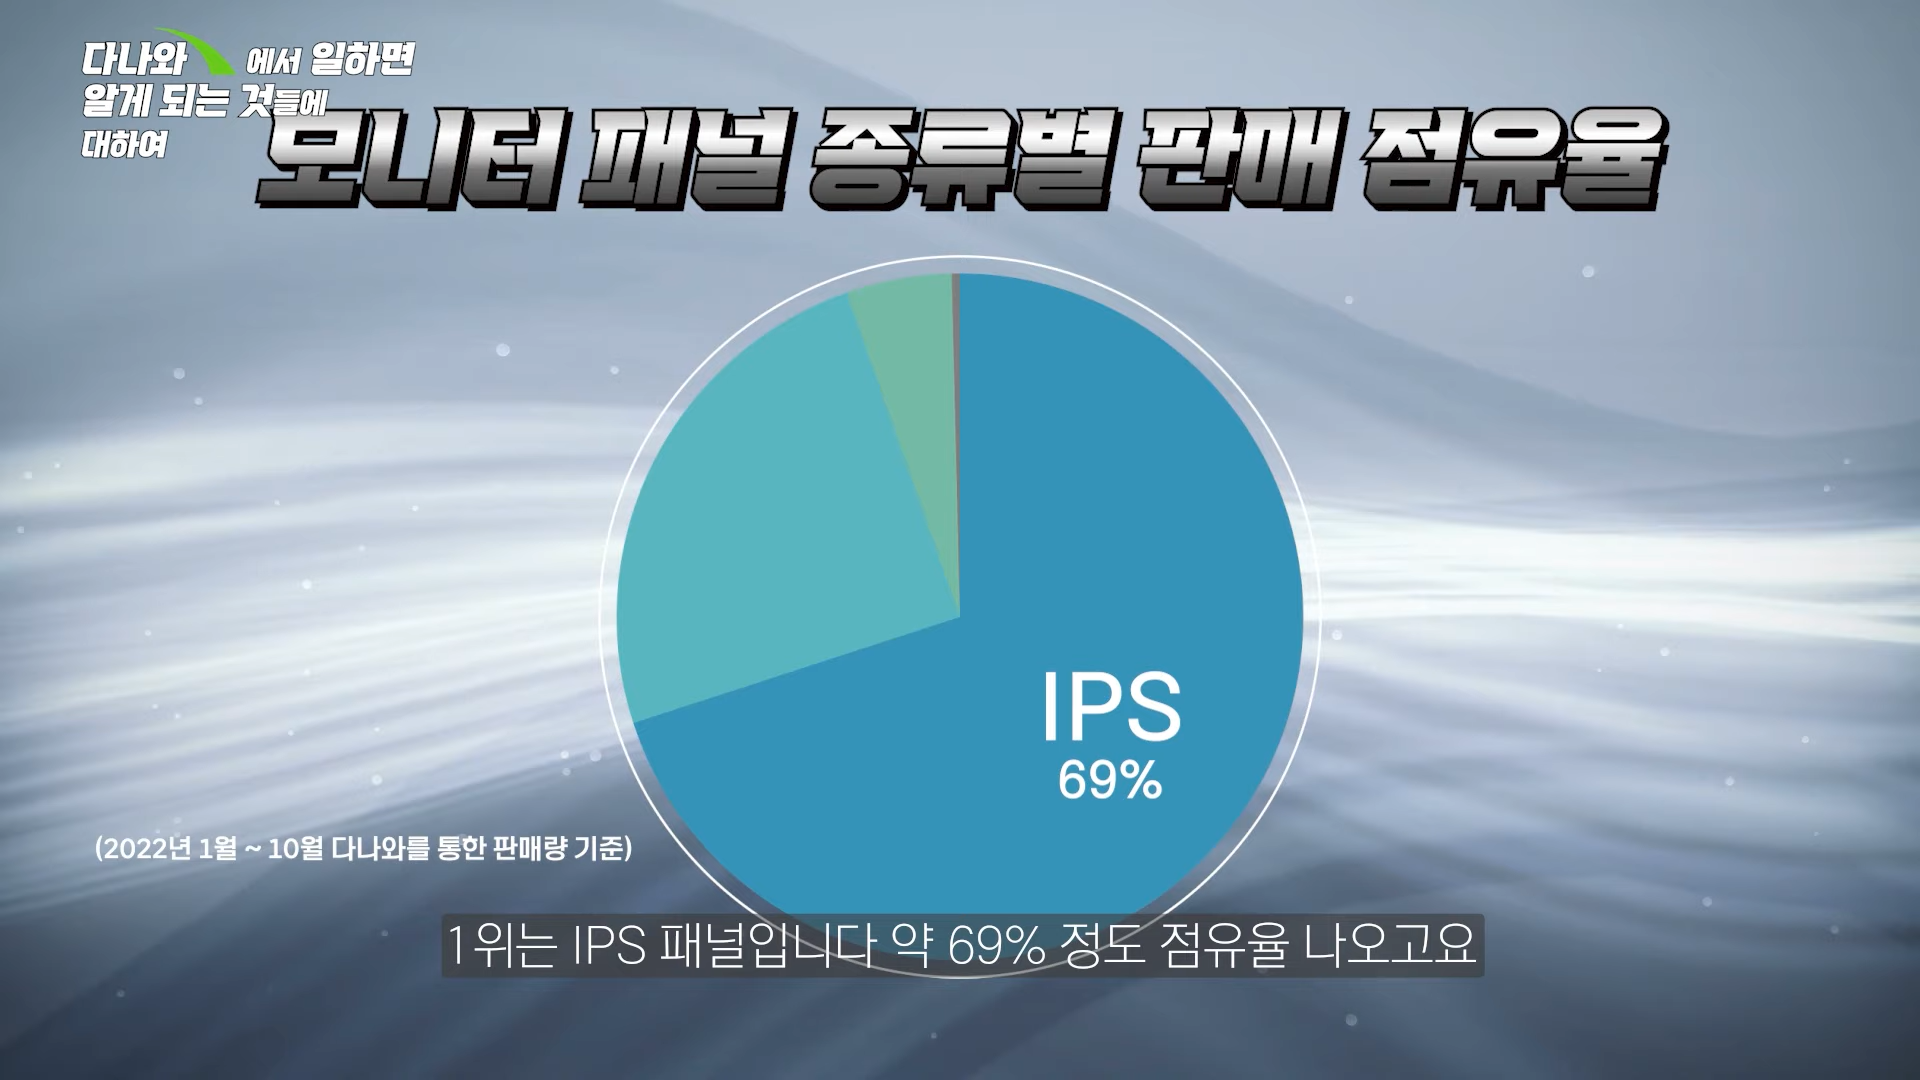 다나와에서 일하면
알게 되는 것들에
대하여
모니터 패널 종류별 판매 점유율
IPS
69%
(2022년 1월 ~ 10월 다나와를 통한 판매량 기준)
1위는 IPS 패널입니다 약 69% 정도 점유율 나오고요